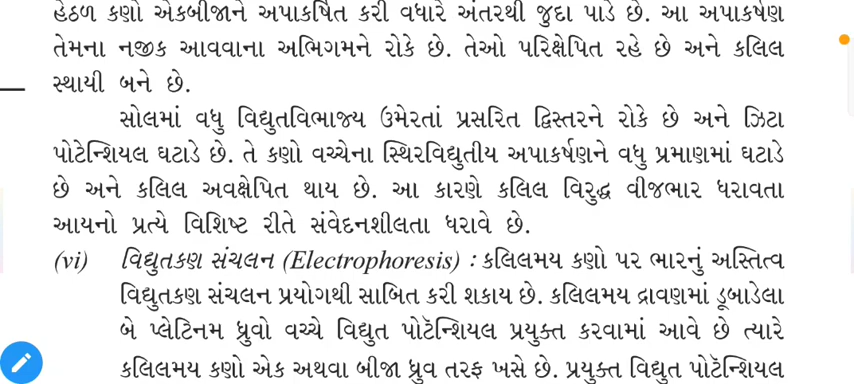 હેઠળ કણો એકબીજાને અપાકર્ષિત કરી વધારે અંતરથી જુદા પાડે છે. આ અપાકર્ષણ
તેમના નજીક આવવાના અભિગમને રોકે છે. તેઓ પરિક્ષેપિત રહે છે અને કલિલ
સ્થાયી બને છે.
સોલમાં વધુ વિદ્યુતવિભાજ્ય ઉમેરતાં પ્રસરિત દ્વિસ્તરને રોકે છે અને ઝિટા
પોટેન્શિયલ ઘટાડે છે. તે કણો વચ્ચેના સ્થિરવિદ્યુતીય અપાકર્ષણને વધુ પ્રમાણમાં ઘટાડે
છે અને કલિલ અવક્ષેપિત થાય છે. આ કારણે કલિલ વિરુદ્ધ વીજભાર ધરાવતા
આયનો પ્રત્યે વિશિષ્ટ રીતે સંવેદનશીલતા ધરાવે છે.
(vi) વિદ્યુતકણ સંચલન (Electrophoresis) : કલિલમય કણો પર ભારનું અસ્તિત્વ
વિદ્યુતકણ સંચલન પ્રયોગથી સાબિત કરી શકાય છે. કલિલમય દ્રાવણમાં ડૂબાડેલા
બે પ્લેટિનમ ધ્રુવો વચ્ચે વિદ્યુત પોટૅન્શિયલ પ્રયુક્ત કરવામાં આવે છે ત્યારે
કલિલમય કણો એક અથવા બીજા ધ્રુવ તરફ ખસે છે. પ્રયુક્ત વિદ્યુત પોટૅન્શિયલ